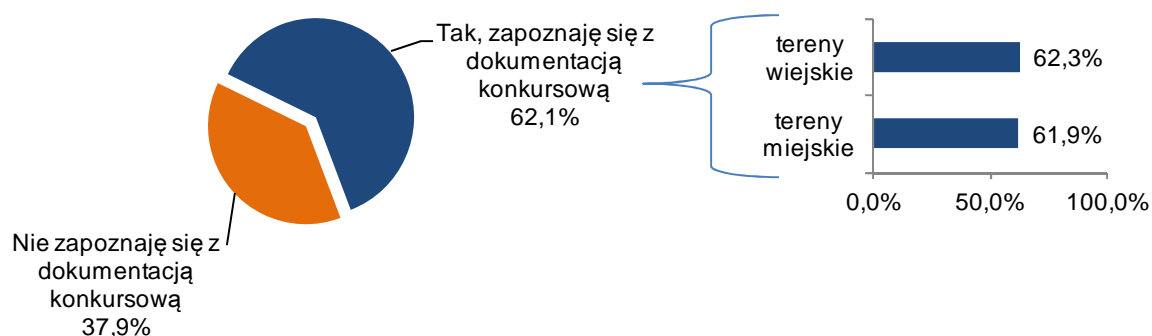 Tak, zapoznaję się z
dokumentacją
konkursową
62,1%
Nie zapoznaję się z
dokumentacją
konkursową
37,9%
tereny
wiejskie
62,3%
tereny
miejskie
61,9%
0,0% 50,0% 100,0%